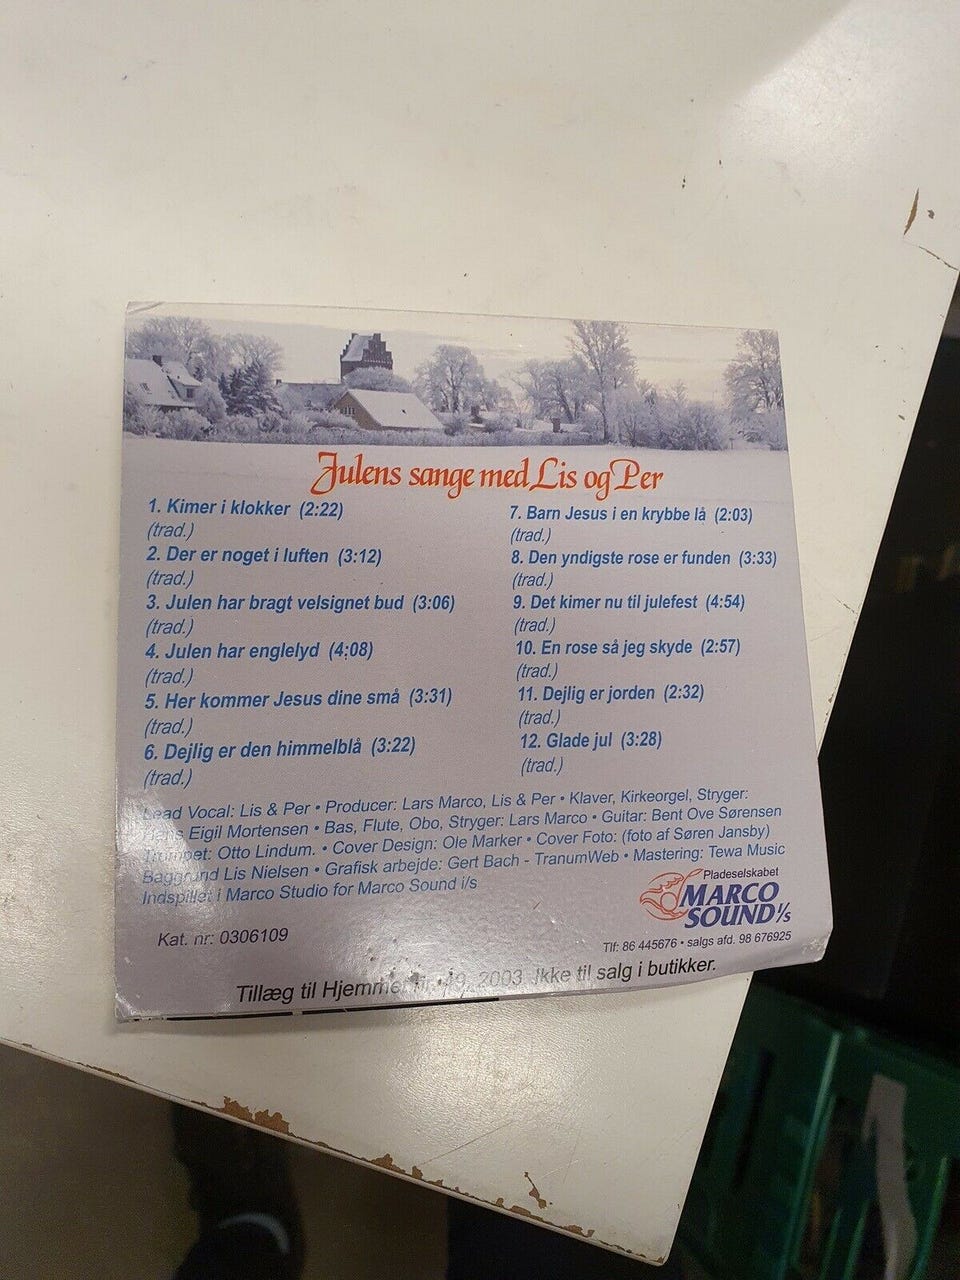 Julens sange med Lis og Per
1. Kimer i klokker (2:22)
(trad.)
2. Der er noget i luften (3:12)
(trad.)
3. Julen har bragt velsignet bud (3:06)
(trad.)
4. Julen har englelyd (4:08)
(trad.)
5. Her kommer Jesus dine små (3:31)
(trad.)
6. Dejlig er den himmelblå (3:22)
(trad.)
7. Barn Jesus i en krybbe lå (2:03)
(trad.)
8. Den yndigste rose er funden (3:33)
(trad.)
9. Det kimer nu til julefest (4:54)
(trad.)
10. En rose så jeg skyde (2:57)
(trad.)
11. Dejlig er jorden (2:32)
(trad.)
12. Glade jul (3:28)
(trad.)
Lead Vocal: Lis & Per • Producer: Lars Marco, Lis & Per • Klaver, Kirkeorgel, Stryger:
Hans Eigil Mortensen • Bas, Flute, Obo, Stryger: Lars Marco • Guitar: Bent Ove Sørensen
Trumpet: Otto Lindum. • Cover Design: Ole Marker • Cover Foto: (foto af Søren Jansby)
Baggrund Lis Nielsen • Grafisk arbejde: Gert Bach - TranumWeb • Mastering: Tewa Music
Indspillet i Marco Studio for Marco Sound i/s
Pladeselskabet
MARCO
SOUND I/S
Kat. nr: 0306109
Tlf: 86 445676 • salgs afd. 98 676925
Tillæg til Hjemmet nr. 49, 2003. Ikke til salg i butikker.